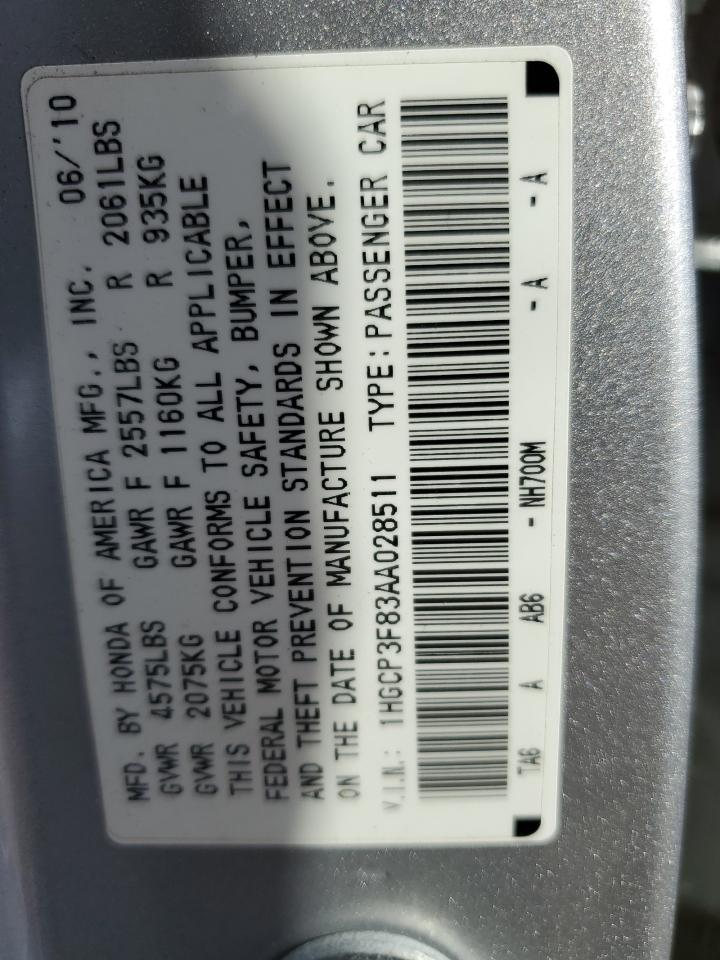 MFD. BY HONDA OF AMERICA MFG., INC. 06/'10
GVWR 4575LBS GAWR F 2557LBS R 2061LBS
GVWR 2075KG GAWR F 1160KG R 935KG
THIS VEHICLE CONFORMS TO ALL APPLICABLE
FEDERAL MOTOR VEHICLE SAFETY, BUMPER,
AND THEFT PREVENTION STANDARDS IN EFFECT
ON THE DATE OF MANUFACTURE SHOWN ABOVE.
V.I.N.: 1HGCP3F83AA028511 TYPE:PASSENGER CAR
TA6 A AB6 - NH700M - A - A